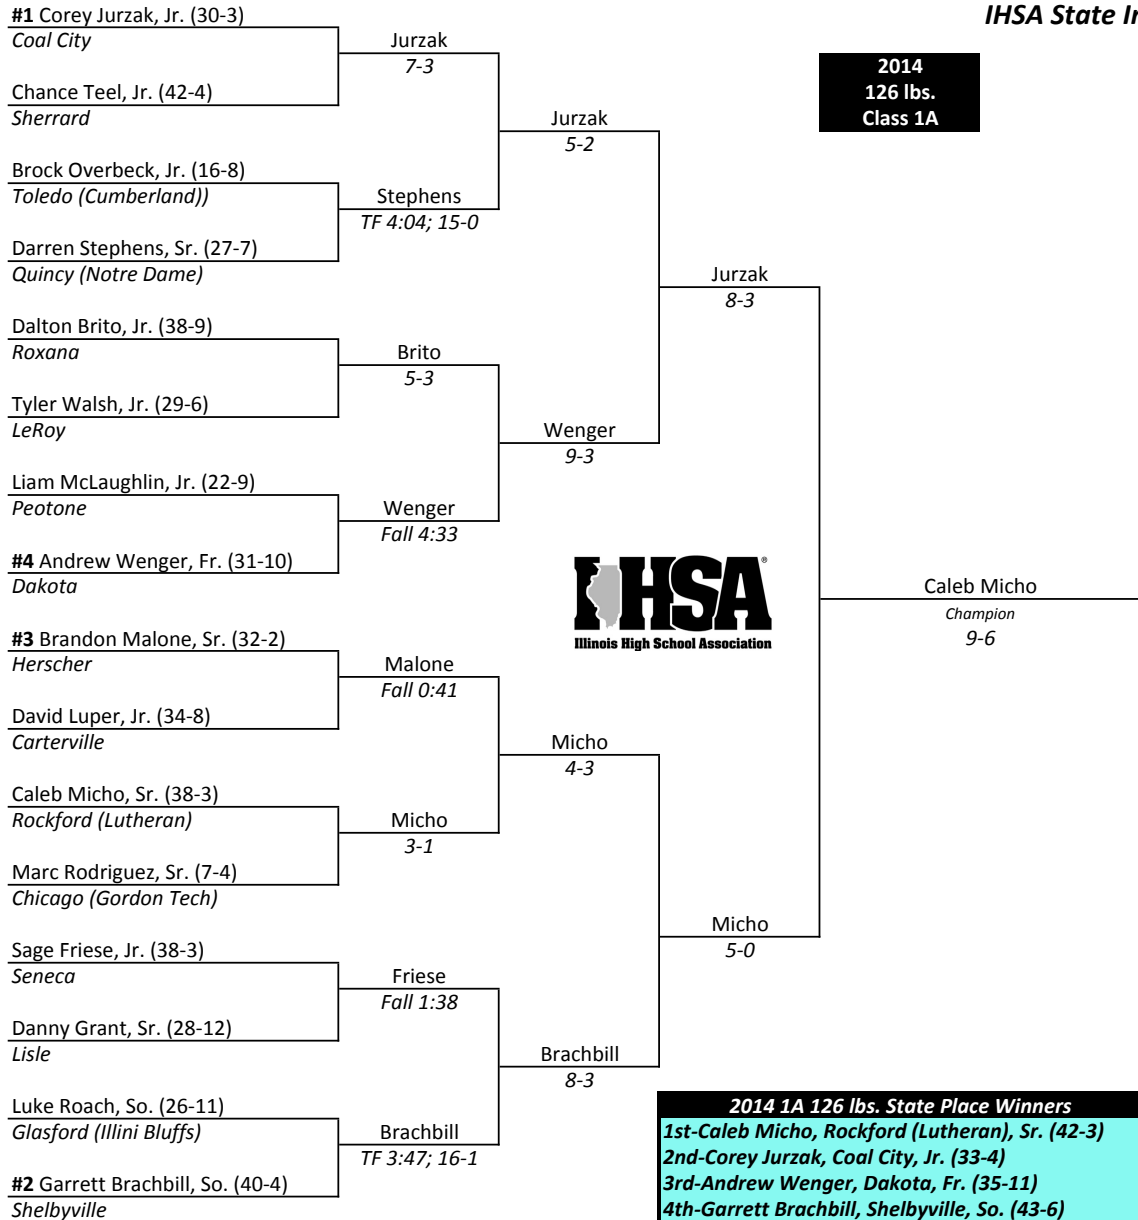 IHSA State In
2014
126 lbs.
Class 1A
#1 Corey Jurzak, Jr. (30-3)
Coal City
Chance Teel, Jr. (42-4)
Sherrard
Brock Overbeck, Jr. (16-8)
Toledo (Cumberland))
Darren Stephens, Sr. (27-7)
Quincy (Notre Dame)
Dalton Brito, Jr. (38-9)
Roxana
Tyler Walsh, Jr. (29-6)
LeRoy
Liam McLaughlin, Jr. (22-9)
Peotone
#4 Andrew Wenger, Fr. (31-10)
Dakota
#3 Brandon Malone, Sr. (32-2)
Herscher
David Luper, Jr. (34-8)
Carterville
Caleb Micho, Sr. (38-3)
Rockford (Lutheran)
Marc Rodriguez, Sr. (7-4)
Chicago (Gordon Tech)
Sage Friese, Jr. (38-3)
Seneca
Danny Grant, Sr. (28-12)
Lisle
Luke Roach, So. (26-11)
Glasford (Illini Bluffs)
#2 Garrett Brachbill, So. (40-4)
Shelbyville
Jurzak
7-3
Stephens
TF 4:04; 15-0
Brito
5-3
Wenger
Fall 4:33
Malone
Fall 0:41
Micho
3-1
Friese
Fall 1:38
Brachbill
TF 3:47; 16-1
Jurzak
5-2
Wenger
9-3
Micho
4-3
Brachbill
8-3
Jurzak
8-3
Micho
5-0
Caleb Micho
Champion
9-6
IHSA®
Illinois High School Association
2014 1A 126 lbs. State Place Winners
1st-Caleb Micho, Rockford (Lutheran), Sr. (42-3)
2nd-Corey Jurzak, Coal City, Jr. (33-4)
3rd-Andrew Wenger, Dakota, Fr. (35-11)
4th-Garrett Brachbill, Shelbyville, So. (43-6)